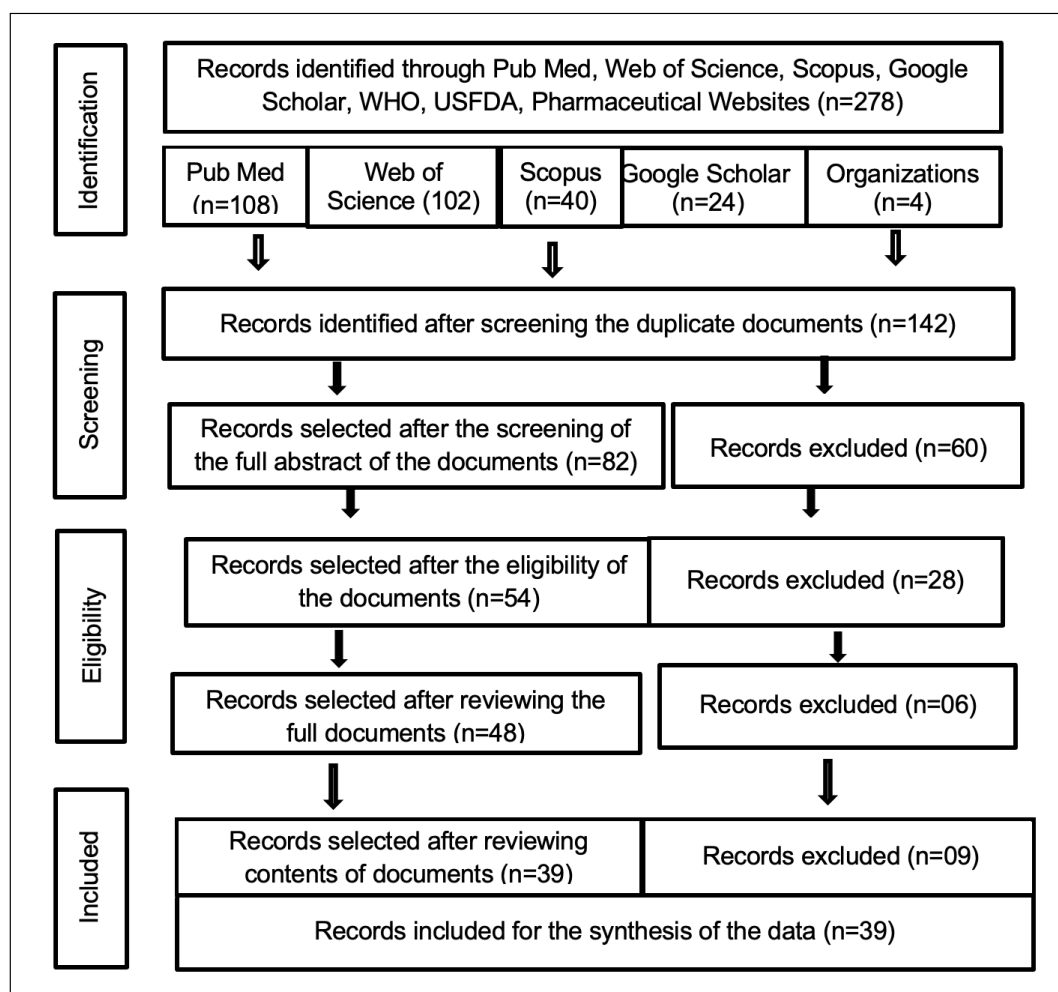 Identification
Records identified through Pub Med, Web of Science, Scopus, Google
Scholar, WHO, USFDA, Pharmaceutical Websites (n=278)
Pub Med
(n=108)
Web of
Science (102)
Scopus
(n=40)
Google Scholar
(n=24)
Organizations
(n=4)
Screening
Records identified after screening the duplicate documents (n=142)
Records selected after the screening of
the full abstract of the documents (n=82)
Records excluded (n=60)
Eligibility
Records selected after the eligibility of
the documents (n=54)
Records excluded (n=28)
Records selected after reviewing the
full documents (n=48)
Records excluded (n=06)
Included
Records selected after reviewing
contents of documents (n=39)
Records excluded (n=09)
Records included for the synthesis of the data (n=39)